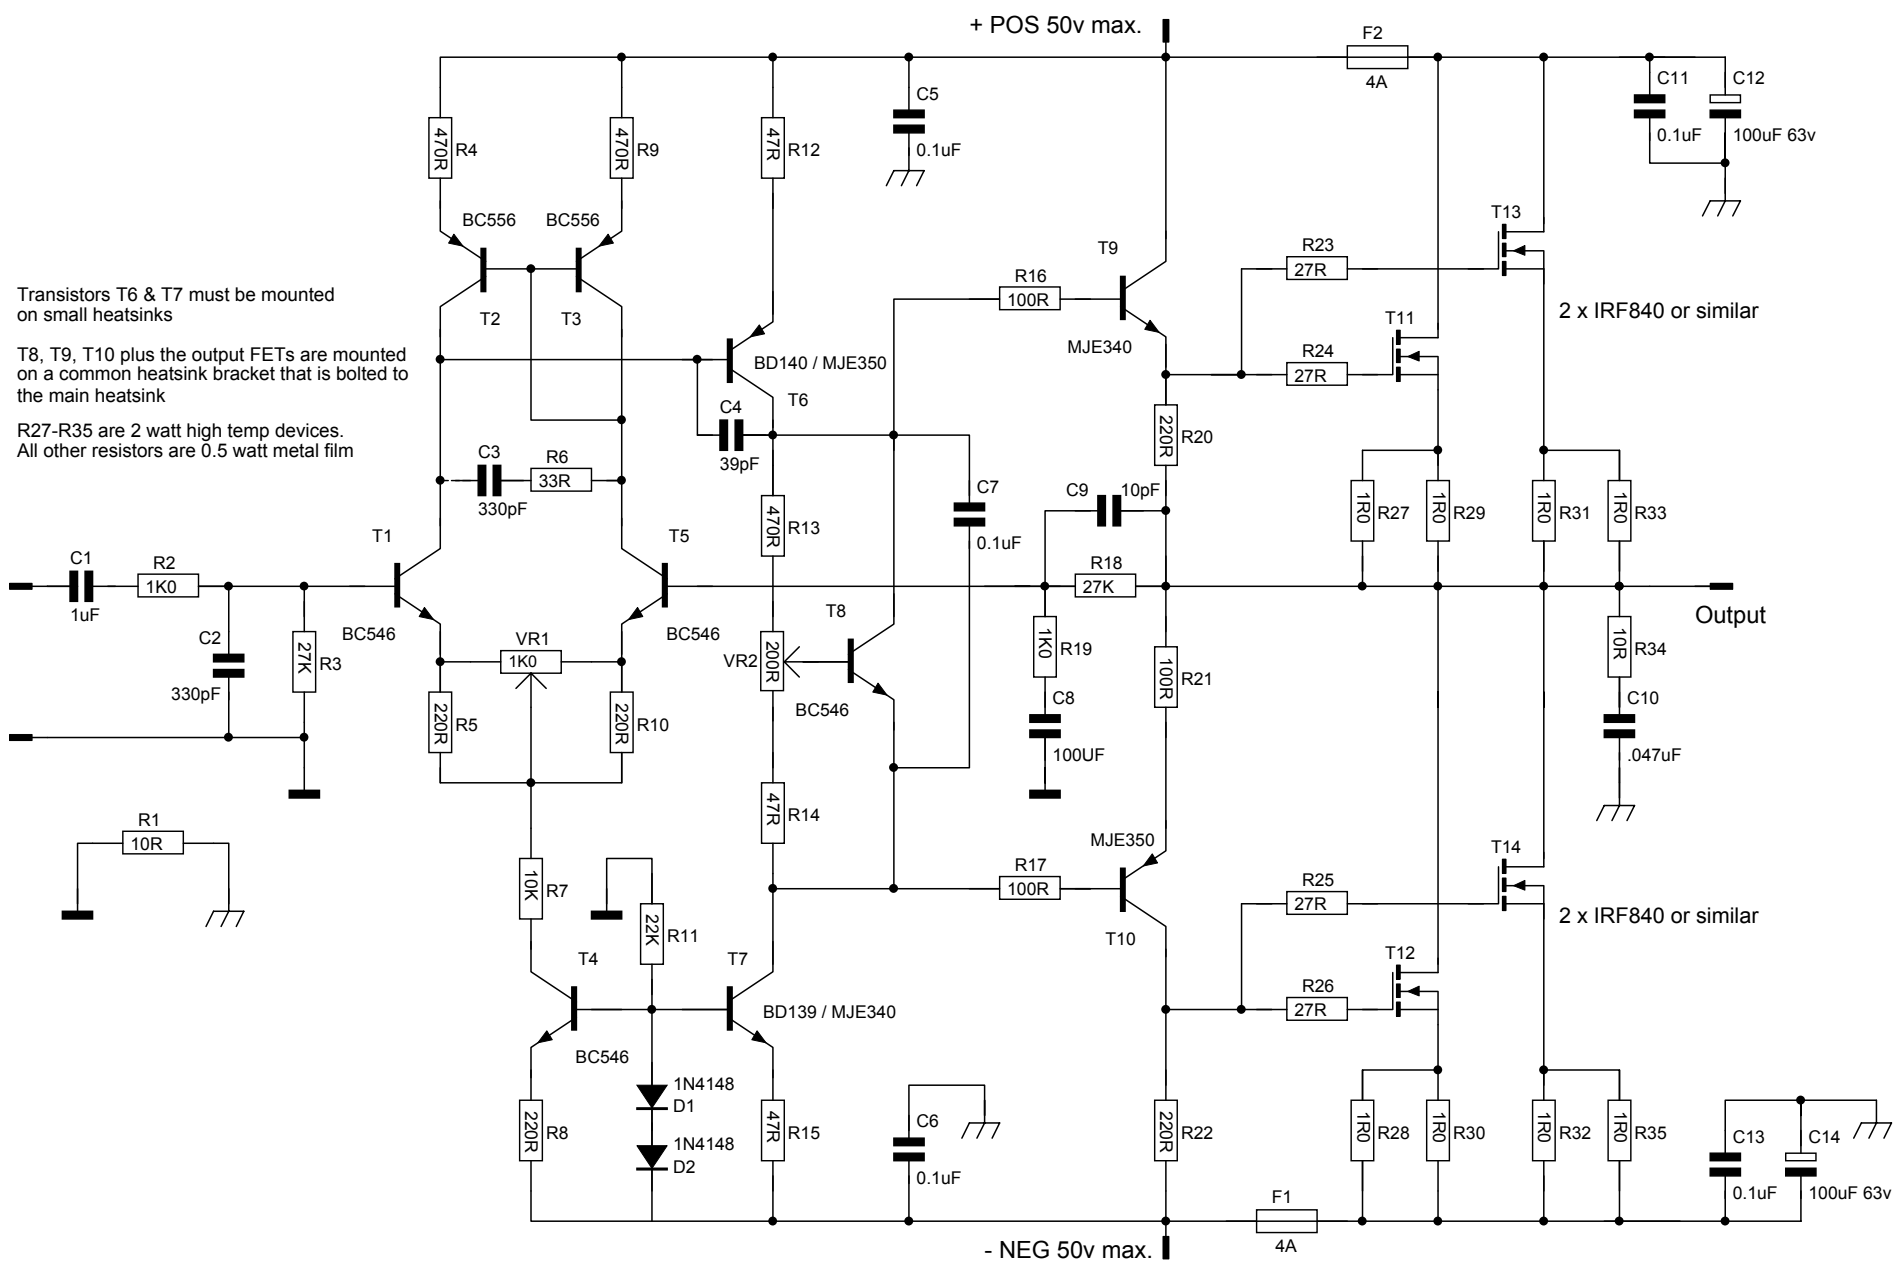 + POS 50v max.
F2
4A
C11
0.1uF
C12
100uF 63v
C5
0.1uF
470R
R4
470R
R9
47R
R12
BC556
BC556
T2
T3
T13
R23
27R
T9
R16
100R
MJE340
T11
R24
27R
2 x IRF840 or similar
Transistors T6 & T7 must be mounted
on small heatsinks
T8, T9, T10 plus the output FETs are mounted
on a common heatsink bracket that is bolted to
the main heatsink
R27-R35 are 2 watt high temp devices.
All other resistors are 0.5 watt metal film
BD140 / MJE350
T6
C4
39pF
220R
R20
C3
330pF
R6
33R
C7
0.1uF
C9
10pF
470R
R13
1R0
R27
1R0
R29
1R0
R31
1R0
R33
T1
T5
C1
1uF
R2
1K0
R18
27K
Output
BC546
BC546
T8
C2
330pF
27K
R3
VR1
1K0
VR2
200R
BC546
1K0
R19
100R
R21
10R
R34
220R
R5
220R
R10
C8
100UF
C10
.047uF
R1
10R
47R
R14
MJE350
R17
100R
T10
T14
R25
27R
2 x IRF840 or similar
10K
R7
22K
R11
T4
T7
BC546
BD139 / MJE340
T12
R26
27R
1N4148
D1
1N4148
D2
220R
R8
47R
R15
C6
0.1uF
220R
R22
1R0
R28
1R0
R30
1R0
R32
1R0
R35
C13
0.1uF
C14
100uF 63v
F1
4A
- NEG 50v max.